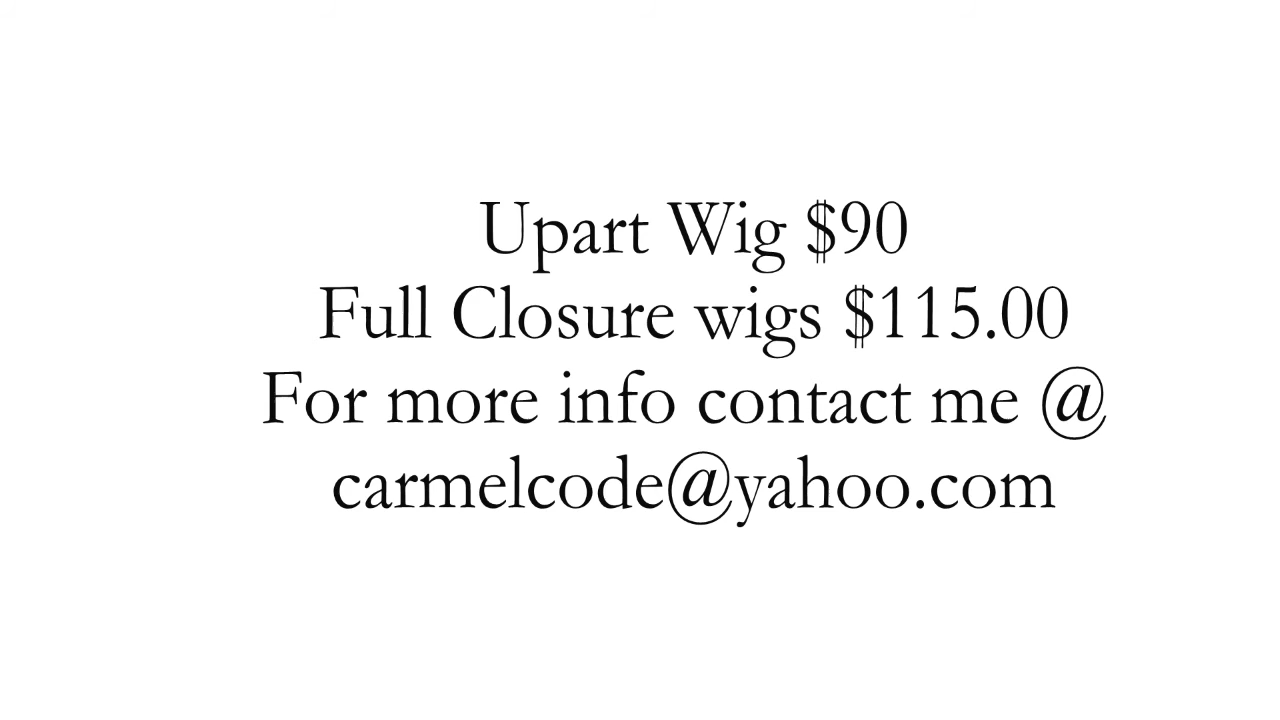 Upart Wig $90
Full Closure wigs $115.00
For more info contact me @
carmelcode@yahoo.com